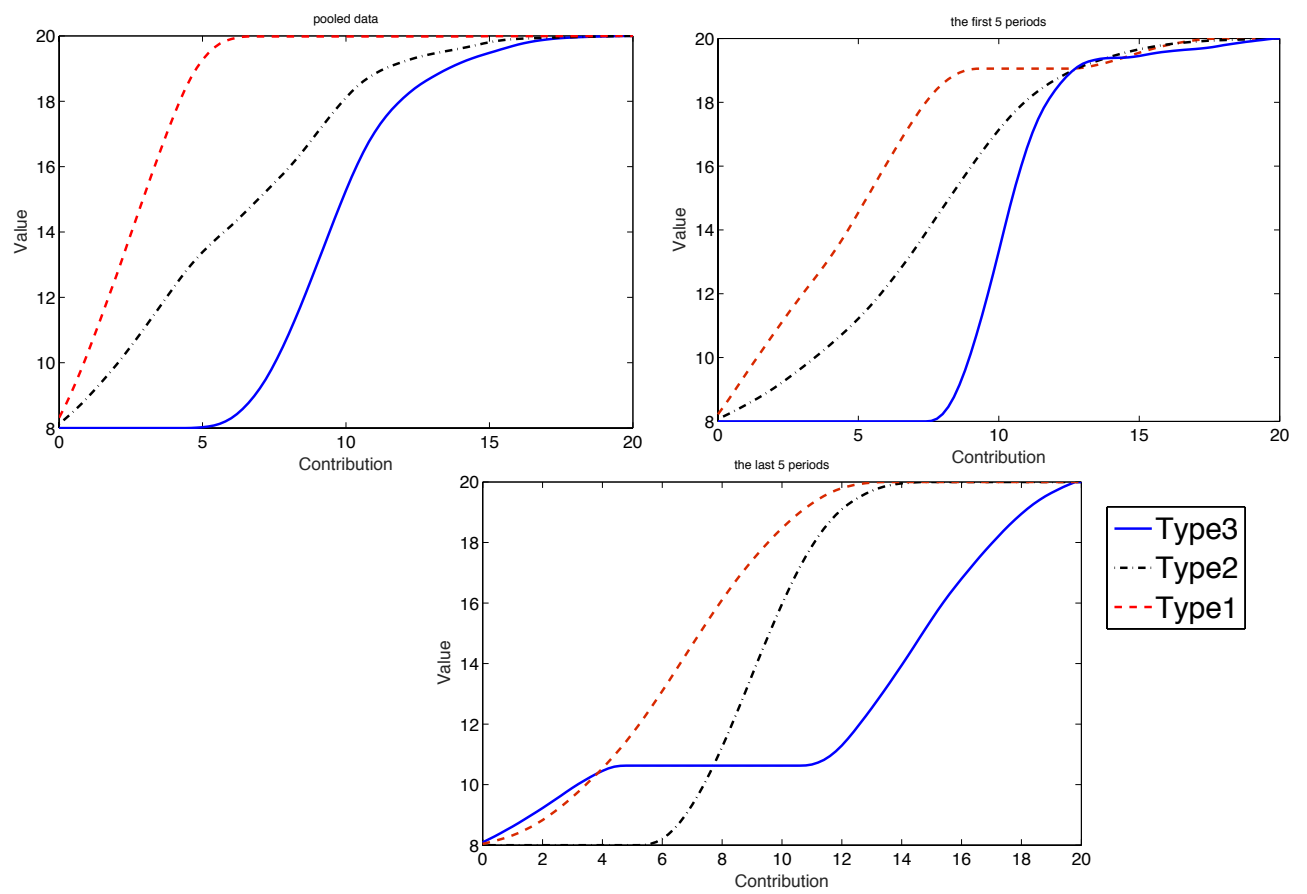 pooled data
20
18
16
14
12
10
8
Value
0 5 10 15 20
Contribution
the first 5 periods
20
18
16
14
12
10
8
Value
0 5 10 15 20
Contribution
the last 5 periods
20
18
16
14
12
10
8
Value
0 2 4 6 8 10 12 14 16 18 20
Contribution
Type3
Type2
Type1